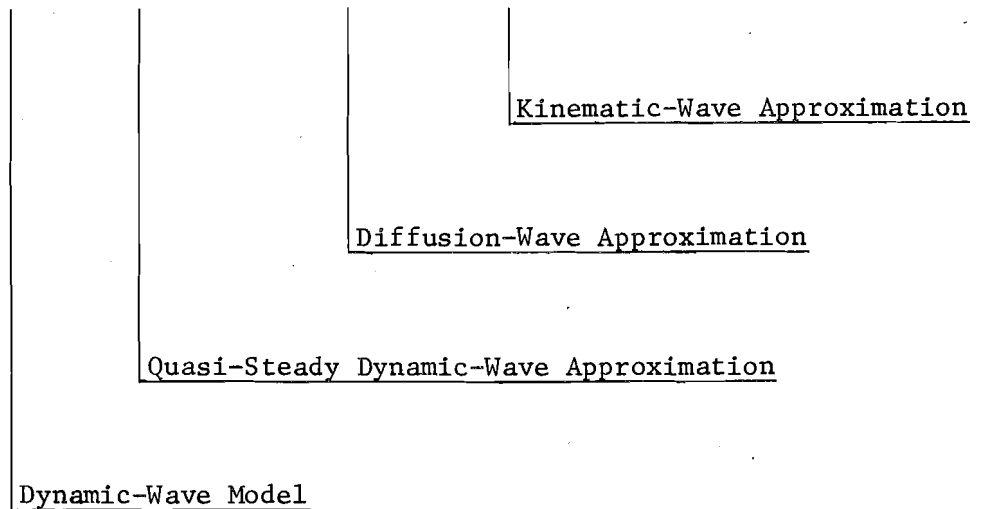 Kinematic-Wave Approximation
Diffusion-Wave Approximation
Quasi-Steady Dynamic-Wave Approximation
Dynamic-Wave Model